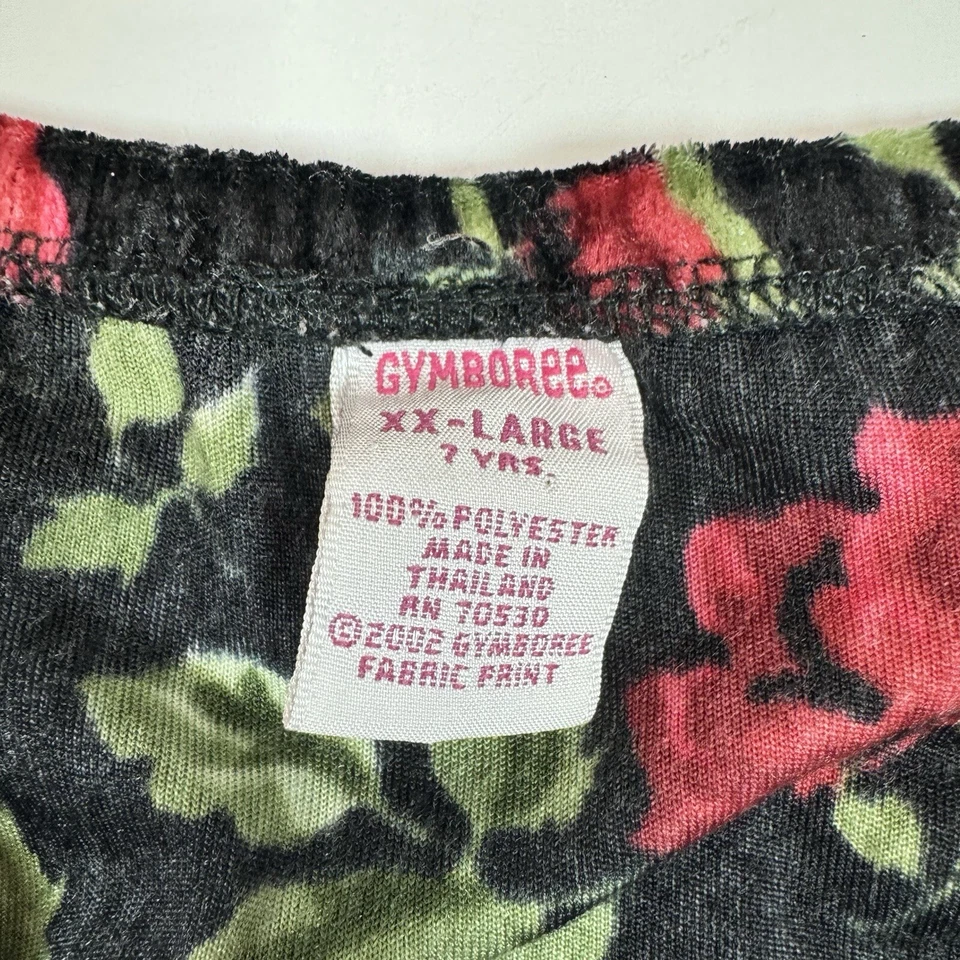 GYMBOREE®
XX-LARGE
7 YRS.
100% POLYESTER
MADE IN
THAILAND
RN 70530
©2002 GYMBOREE
FABRIC PRINT